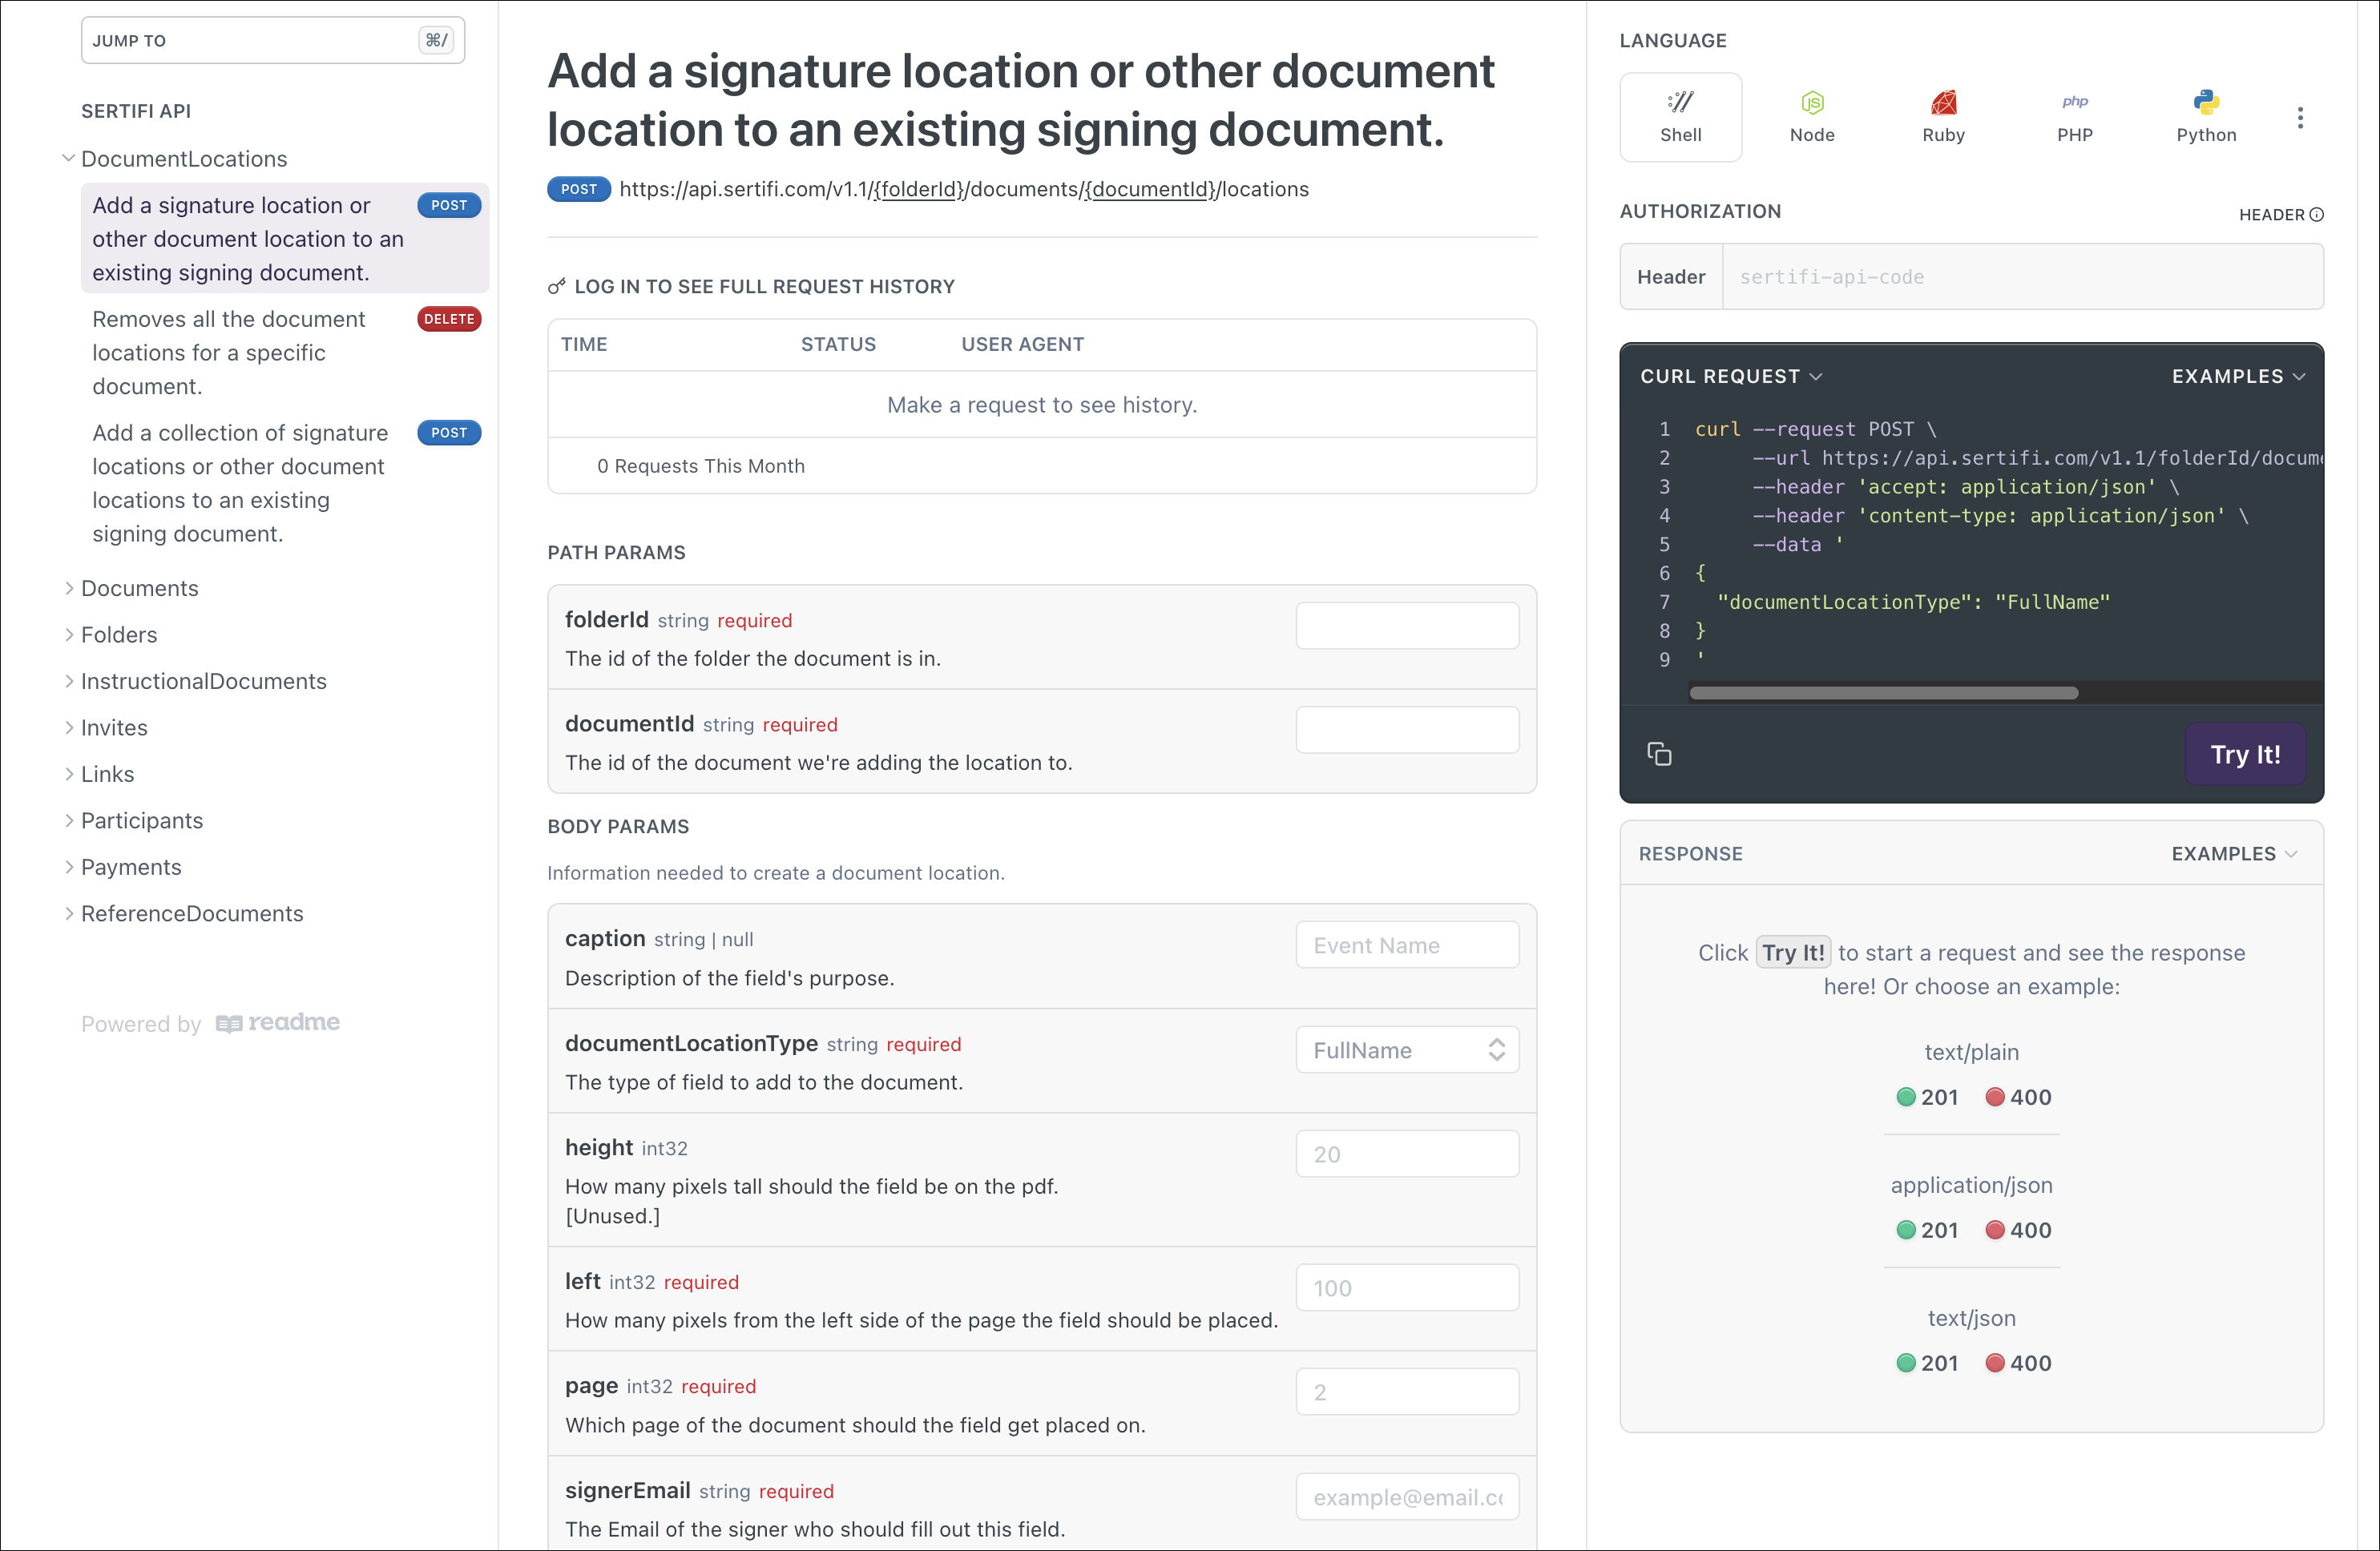 JUMP TO
⌘/
SERTIFI API
DocumentLocations
Add a signature location or
other document location to an
existing signing document.
POST
Removes all the document
locations for a specific
document.
DELETE
Add a collection of signature
locations or other document
locations to an existing
signing document.
POST
Documents
Folders
InstructionalDocuments
Invites
Links
Participants
Payments
ReferenceDocuments
Powered by readme
Add a signature location or other document
location to an existing signing document.
POST https://api.sertifi.com/v1.1/{folderId}/documents/{documentId}/locations
LOG IN TO SEE FULL REQUEST HISTORY
TIME STATUS USER AGENT
Make a request to see history.
0 Requests This Month
PATH PARAMS
folderId string required
The id of the folder the document is in.
documentId string required
The id of the document we're adding the location to.
BODY PARAMS
Information needed to create a document location.
caption string | null
Event Name
Description of the field's purpose.
documentLocationType string required
FullName
The type of field to add to the document.
height int32
20
How many pixels tall should the field be on the pdf.
[Unused.]
left int32 required
100
How many pixels from the left side of the page the field should be placed.
page int32 required
2
Which page of the document should the field get placed on.
signerEmail string required
example@email.co
The Email of the signer who should fill out this field.
LANGUAGE
Shell
JS
Node
Ruby
php
PHP
Python
AUTHORIZATION
HEADER
Header sertifi-api-code
CURL REQUEST EXAMPLES
1 curl --request POST \
2 --url https://api.sertifi.com/v1.1/folderId/docume
3 --header 'accept: application/json' \
4 --header 'content-type: application/json' \
5 --data '
6 {
7 "documentLocationType": "FullName"
8 }
9 '
Try It!
RESPONSE EXAMPLES
Click Try It! to start a request and see the response
here! Or choose an example:
text/plain
201 400
application/json
201 400
text/json
201 400